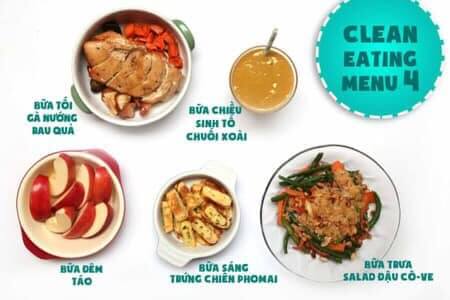 CLEAN
EATING
MENU 4
BỮA TỐI
GÀ NƯỚNG
RAU QUẢ
BỮA CHIỀU
SINH TỐ
CHUỐI XOÀI
BỮA ĐÊM
TÁO
BỮA SÁNG
TRỨNG CHIÊN PHOMAI
BỮA TRƯA
SALAD ĐẬU CÔ-VE